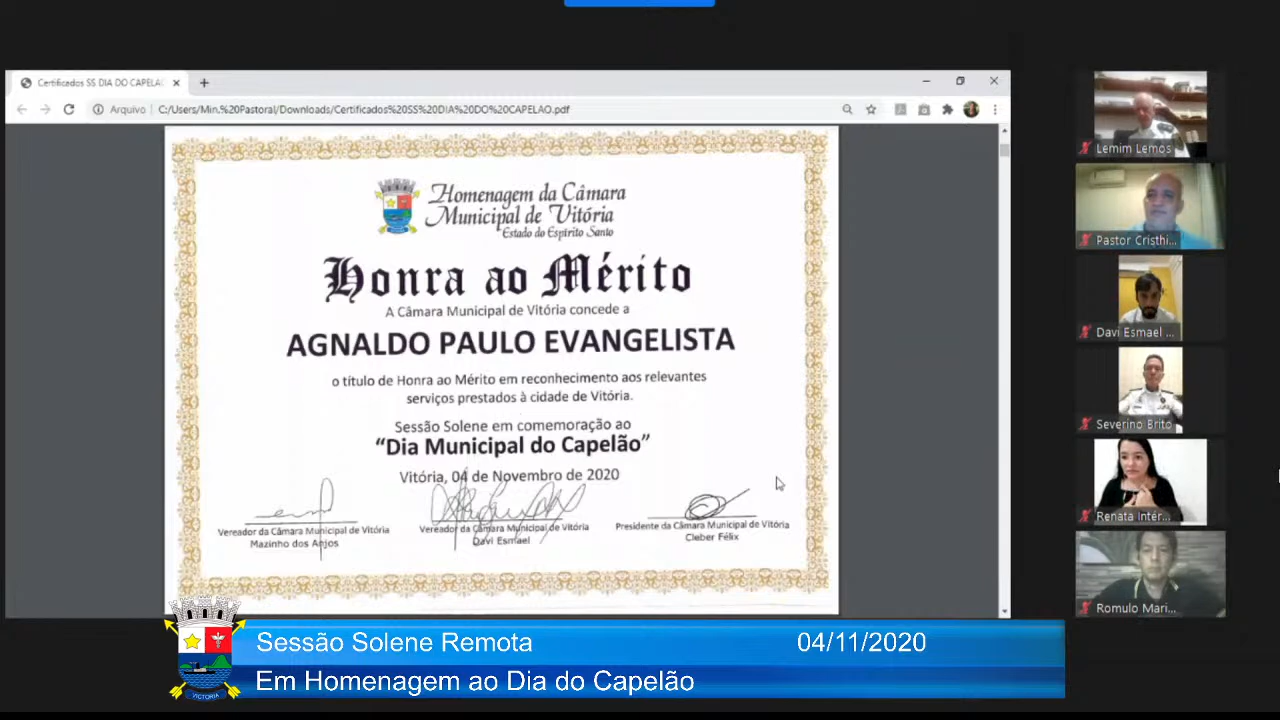 Certificados SS DIA DO CAPELA
Arquivo
C:/Users/Min.%20Pastoral/Downloads/Certificados%20SS%20DIA%20DO%20CAPELAO.pdf
Homenagem da Câmara
Municipal de Vitória
Estado do Espírito Santo
Honra ao Mérito
A Câmara Municipal de Vitória concede a
AGNALDO PAULO EVANGELISTA
o título de Honra ao Mérito em reconhecimento aos relevantes
serviços prestados à cidade de Vitória.
Sessão Solene em comemoração ao
“Dia Municipal do Capelão”
Vitória, 04 de Novembro de 2020
Vereador da Câmara Municipal de Vitória
Mazinho dos Anjos
Vereador da Câmara Municipal de Vitória
Davi Esmael
Presidente da Câmara Municipal de Vitória
Cleber Félix
Lemim Lemos
Pastor Cristhi...
Davi Esmael ...
Severino Brito
Renata Intér...
Romulo Mari...
Sessão Solene Remota
04/11/2020
Em Homenagem ao Dia do Capelão
VICTORIA